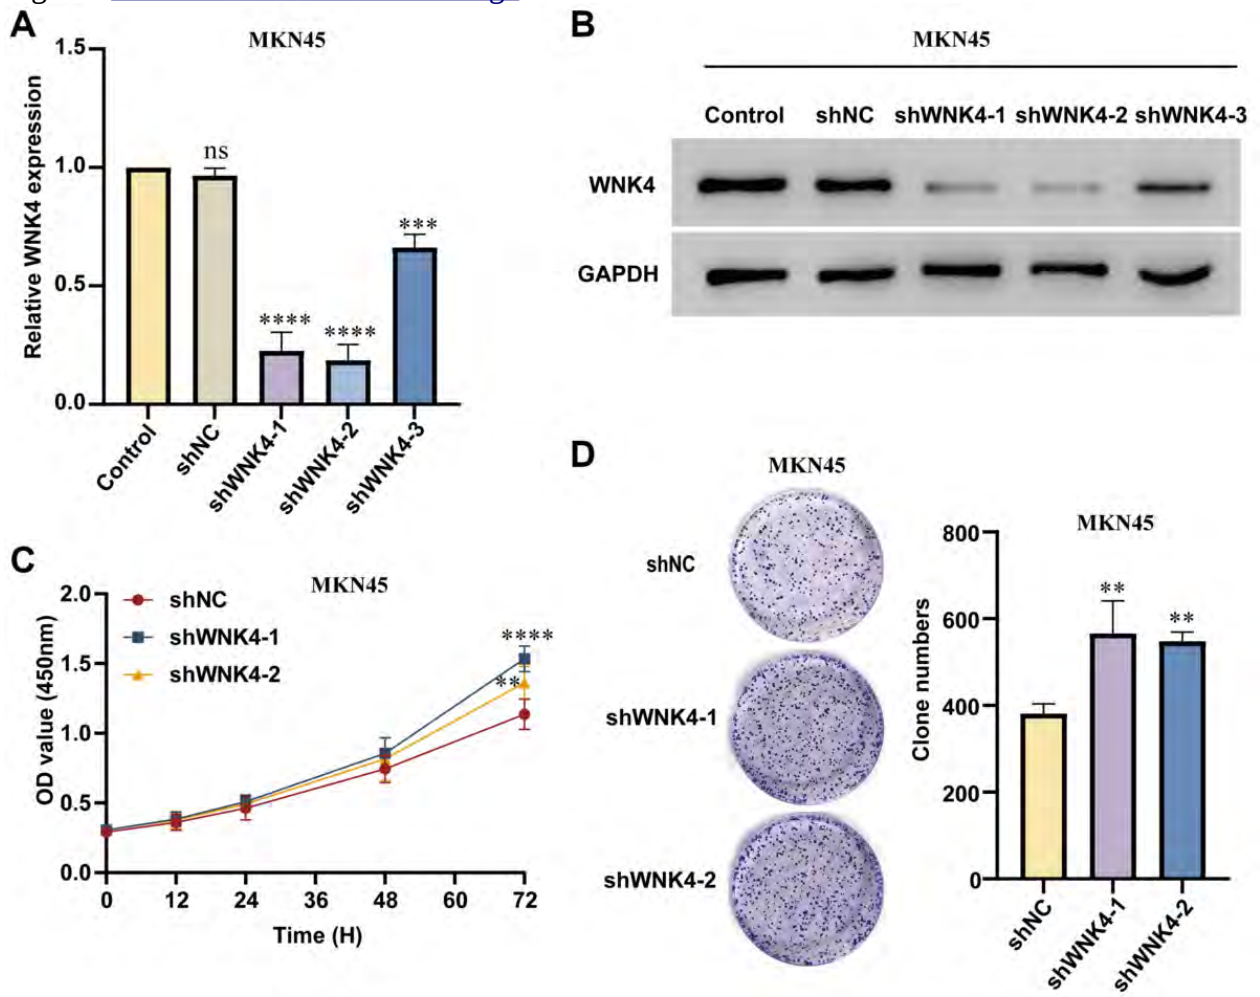 A
MKN45
Relative WNK4 expression
1.5
1.0
0.5
0.0
ns
****
****
***
Control
shNC
shWNK4-1
shWNK4-2
shWNK4-3
B
MKN45
Control shNC shWNK4-1 shWNK4-2 shWNK4-3
WNK4
GAPDH
C
MKN45
OD value (450nm)
2.0
1.5
1.0
0.5
0.0
shNC
shWNK4-1
shWNK4-2
****
**
0 12 24 36 48 60 72
Time (H)
D
MKN45
shNC
shWNK4-1
shWNK4-2
MKN45
Clone numbers
800
600
400
200
0
**
**
shNC
shWNK4-1
shWNK4-2